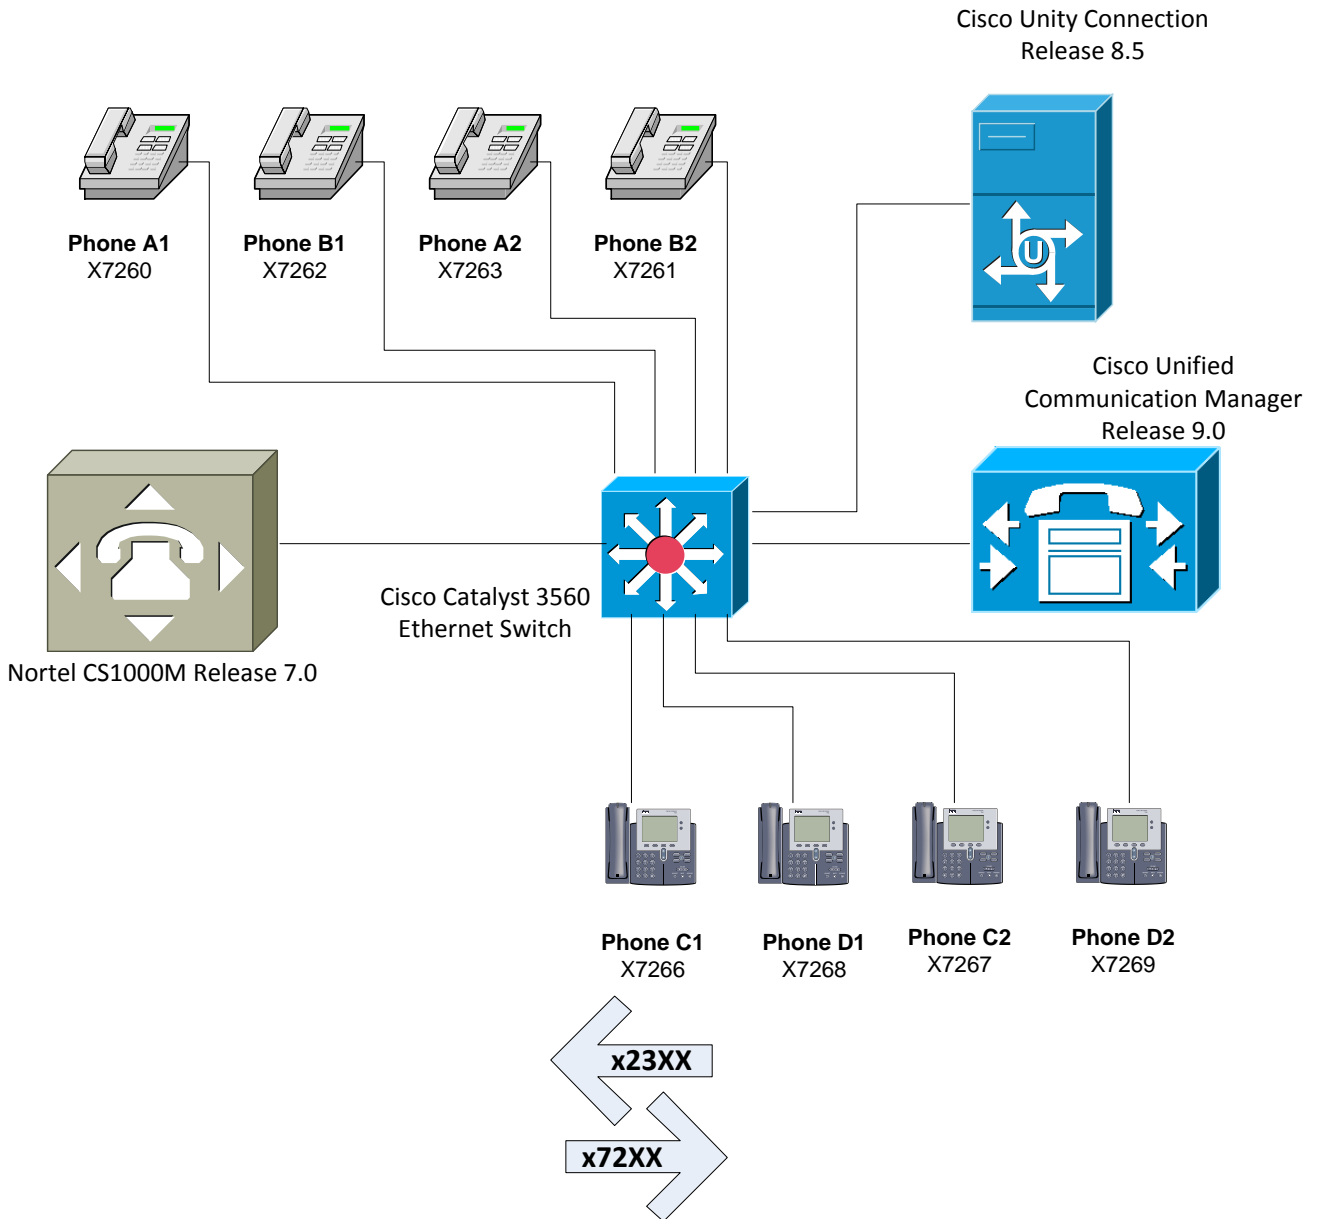 Cisco Unity Connection
Release 8.5
Phone A1
X7260
Phone B1
X7262
Phone A2
X7263
Phone B2
X7261
Cisco Unified
Communication Manager
Release 9.0
Cisco Catalyst 3560
Ethernet Switch
Nortel CS1000M Release 7.0
Phone C1
X7266
Phone D1
X7268
Phone C2
X7267
Phone D2
X7269
x23XX
x72XX